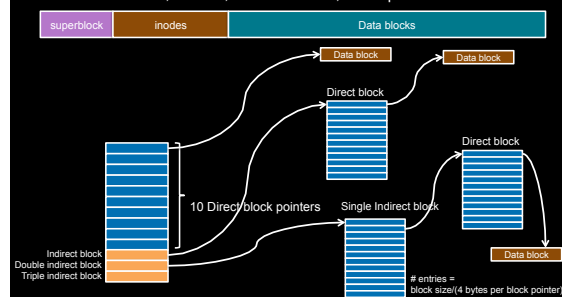 superblock
inodes
Data blocks
Data block
Data block
Direct block
Direct block
10 Direct block pointers
Single Indirect block
Indirect block
Double indirect block
Triple indirect block
Data block
# entries =
block size/(4 bytes per block pointer)